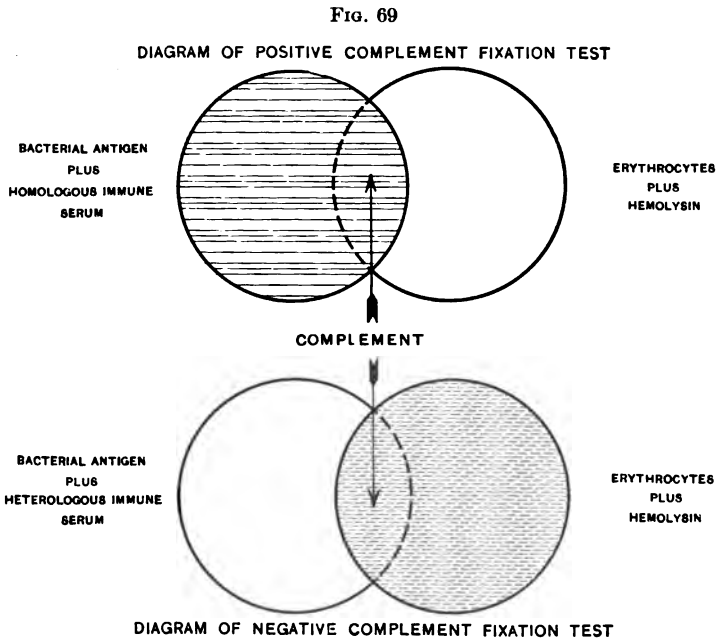 FIG. 69
DIAGRAM OF POSITIVE COMPLEMENT FIXATION TEST
BACTERIAL ANTIGEN
PLUS
HOMOLOGOUS IMMUNE
SERUM
ERYTHROCYTES
PLUS
HEMOLYSIN
COMPLEMENT
BACTERIAL ANTIGEN
PLUS
HETEROLOGOUS IMMUNE
SERUM
ERYTHROCYTES
PLUS
HEMOLYSIN
DIAGRAM OF NEGATIVE COMPLEMENT FIXATION TEST